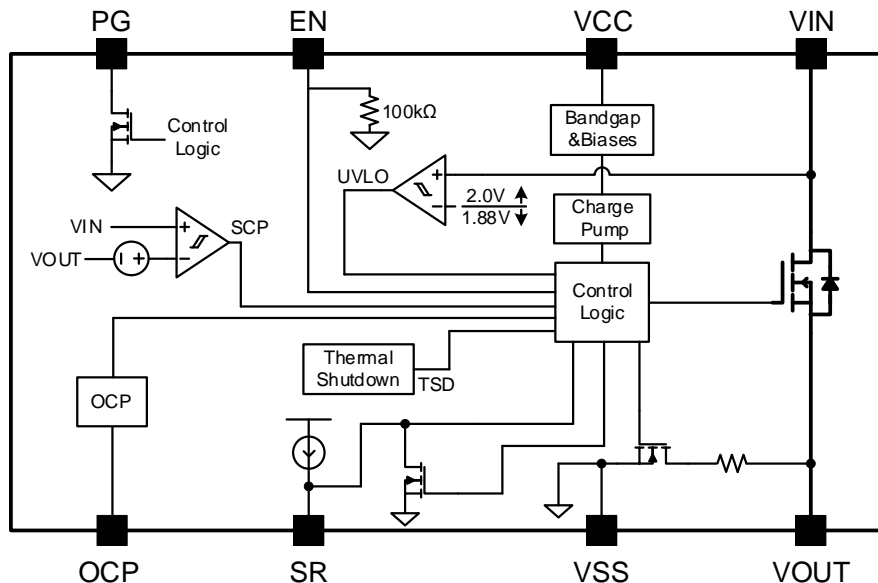 PG EN VCC VIN
Bandgap
&Biases
100kΩ
Control
Logic
UVLO
+
−
2.0V
1.88V
Charge
Pump
VIN
+
SCP
VOUT
− +
−
Control
Logic
Thermal
Shutdown
TSD
OCP
OCP SR VSS VOUT